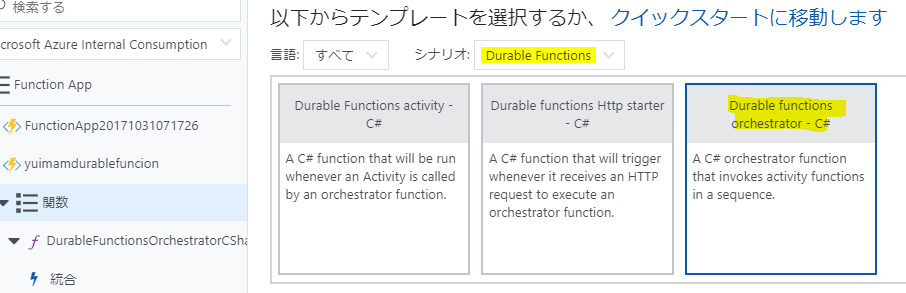 検索する
crosoft Azure Internal Consumption
Function App
FunctionApp20171031071726
yuimamdurablefuncion
関数
DurableFunctionsOrchestratorCSha
統合
以下からテンプレートを選択するか、クイックスタートに移動します
言語: すべて シナリオ: Durable Functions
Durable Functions activity -
C#
A C# function that will be run
whenever an Activity is called
by an orchestrator function.
Durable functions Http starter
- C#
A C# function that will trigger
whenever it receives an HTTP
request to execute an
orchestrator function.
Durable functions
orchestrator - C#
A C# orchestrator function
that invokes activity functions
in a sequence.